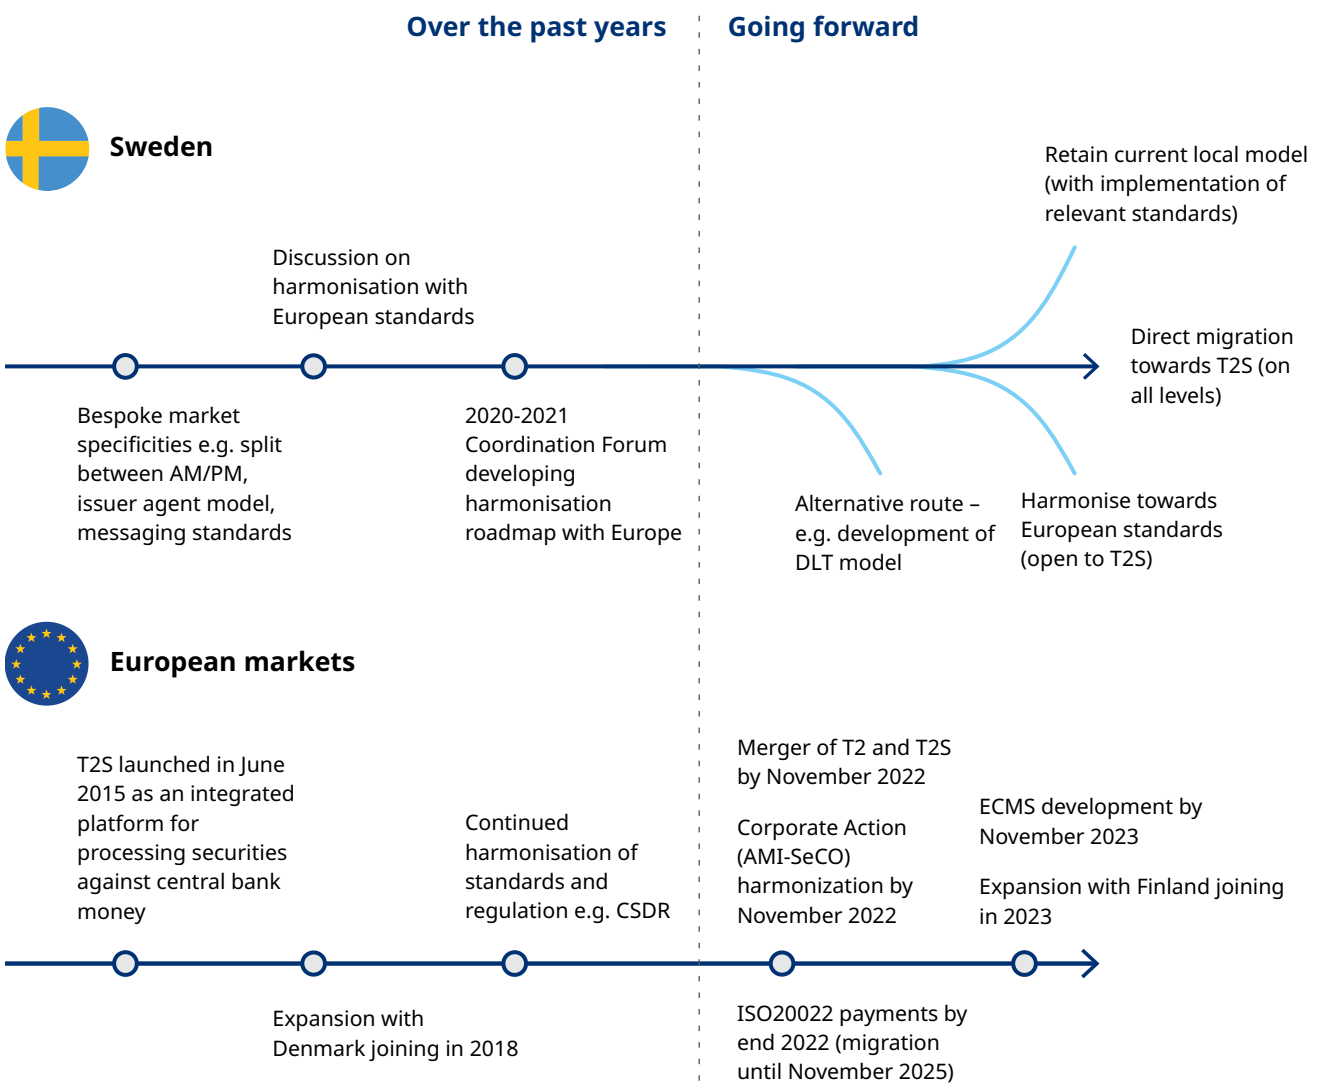 Over the past years
Going forward
Sweden
Retain current local model
(with implementation of
relevant standards)
Discussion on
harmonisation with
European standards
Direct migration
towards T2S (on
all levels)
Bespoke market
specificities e.g. split
between AM/PM,
issuer agent model,
messaging standards
2020-2021
Coordination Forum
developing
harmonisation
roadmap with Europe
Alternative route –
e.g. development of
DLT model
Harmonise towards
European standards
(open to T2S)
European markets
T2S launched in June
2015 as an integrated
platform for
processing securities
against central bank
money
Expansion with
Denmark joining in 2018
Continued
harmonisation of
standards and
regulation e.g. CSDR
Merger of T2 and T2S
by November 2022
Corporate Action
(AMI-SeCO)
harmonization by
November 2022
ISO20022 payments by
end 2022 (migration
until November 2025)
ECMS development by
November 2023
Expansion with Finland joining
in 2023